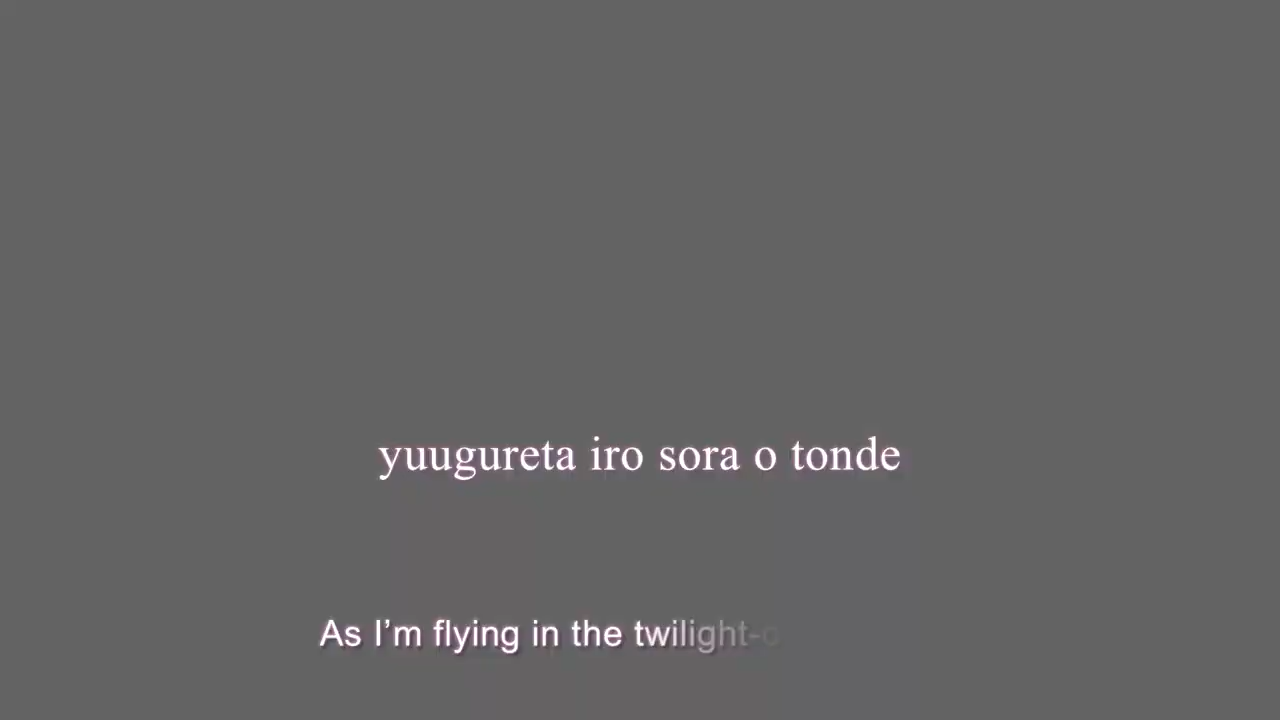 yuugureta iro sora o tonde
As I’m flying in the twilight-